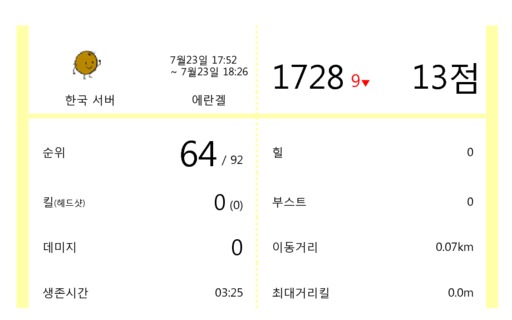 7월23일 17:52
~ 7월23일 18:26
한국 서버 에란겔
1728 9▼ 13점
순위 64 / 92
힐 0
킬(헤드샷) 0 (0)
부스트 0
데미지 0
이동거리 0.07km
생존시간 03:25
최대거리킬 0.0m